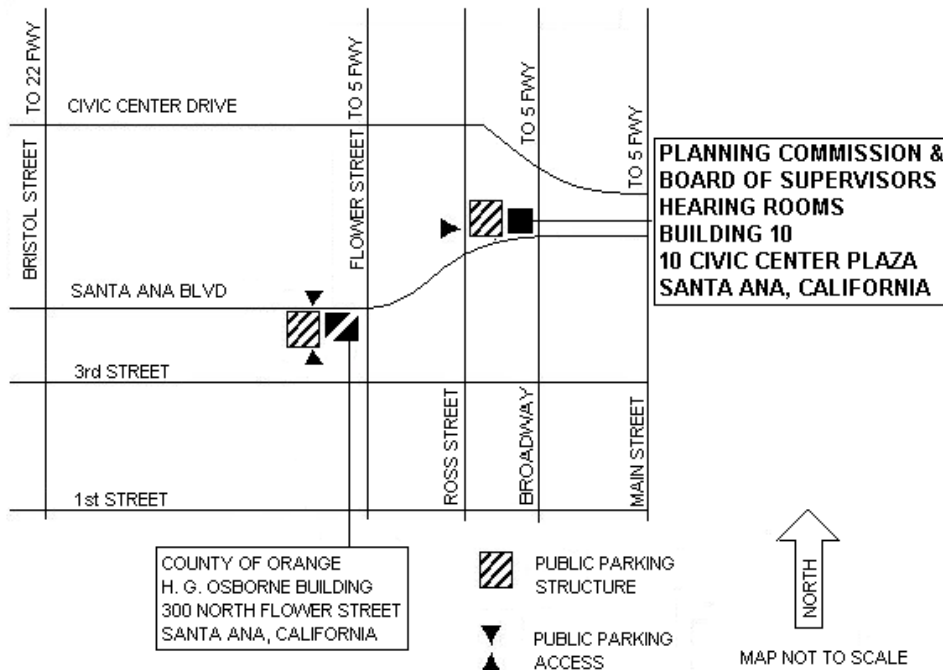 TO 22 FWY
TO 5 FWY
TO 5 FWY
TO 5 FWY
CIVIC CENTER DRIVE
BRISTOL STREET
FLOWER STREET
PLANNING COMMISSION &
BOARD OF SUPERVISORS
HEARING ROOMS
BUILDING 10
10 CIVIC CENTER PLAZA
SANTA ANA, CALIFORNIA
SANTA ANA BLVD
3rd STREET
ROSS STREET
BROADWAY
MAIN STREET
1st STREET
COUNTY OF ORANGE
H. G. OSBORNE BUILDING
300 NORTH FLOWER STREET
SANTA ANA, CALIFORNIA
PUBLIC PARKING
STRUCTURE
PUBLIC PARKING
ACCESS
NORTH
MAP NOT TO SCALE